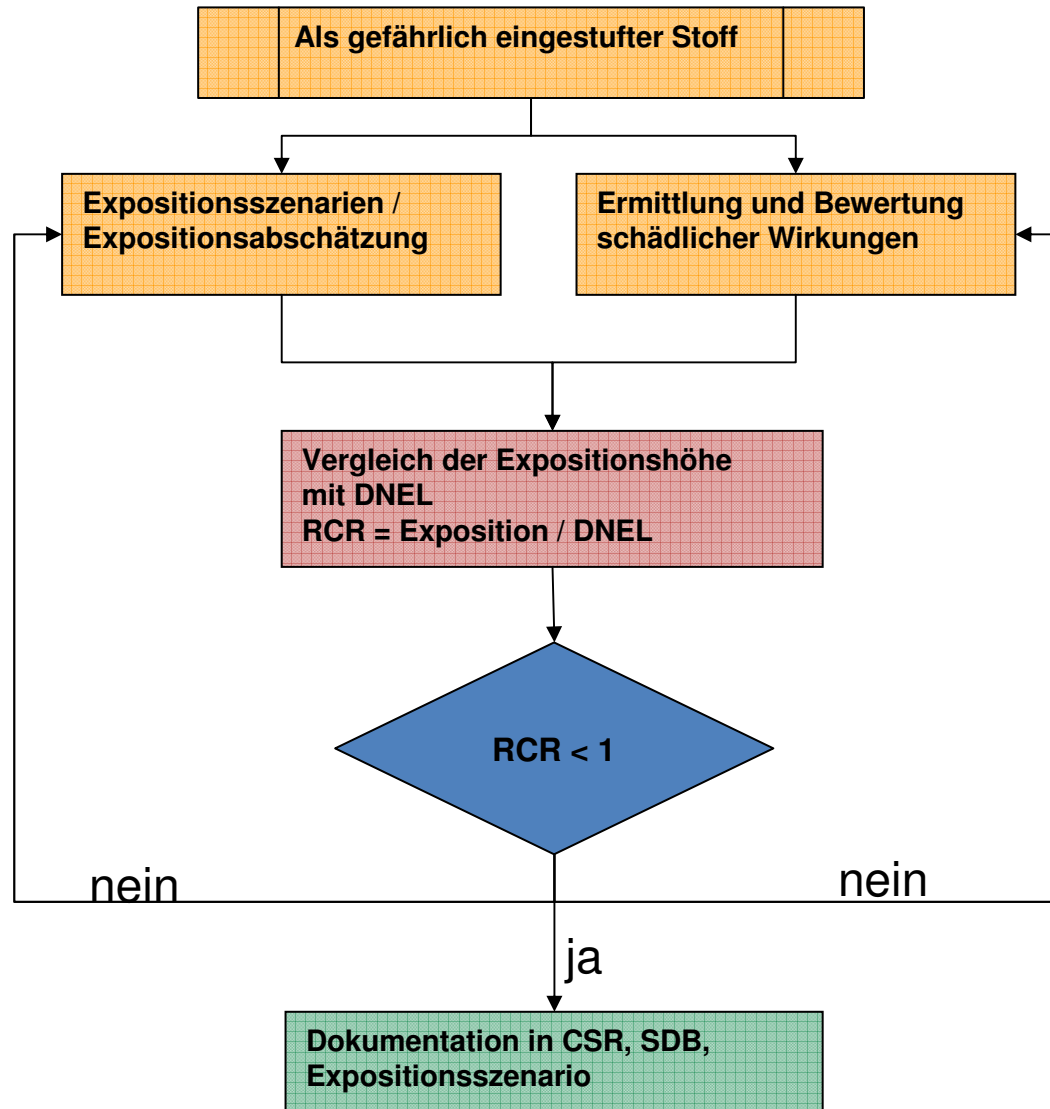 Als gefährlich eingestufter Stoff
Expositionsszenarien /
Expositionsabschätzung
Ermittlung und Bewertung
schädlicher Wirkungen
Vergleich der Expositionshöhe
mit DNEL
RCR = Exposition / DNEL
RCR < 1
nein
nein
ja
Dokumentation in CSR, SDB,
Expositionsszenario